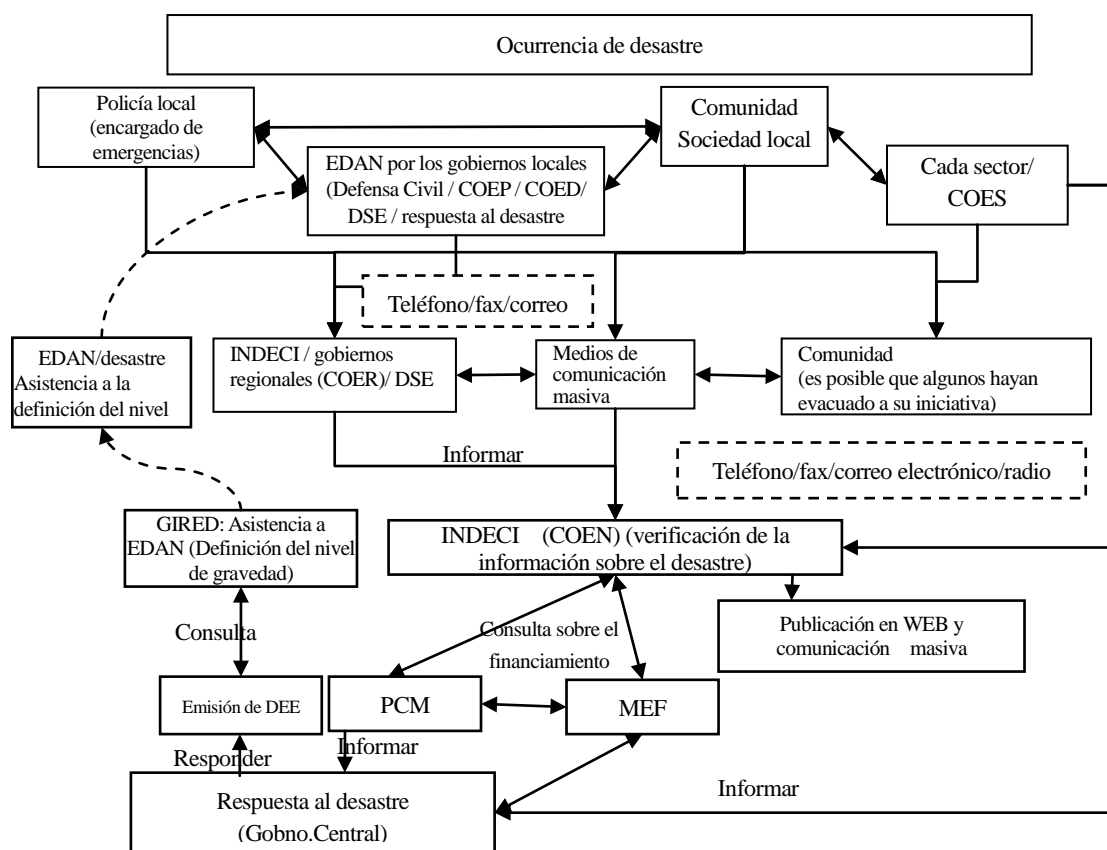 Ocurrencia de desastre
Policía local
(encargado de
emergencias)
Comunidad
Sociedad local
EDAN por los gobiernos locales
(Defensa Civil / COEP / COED/
DSE / respuesta al desastre
Cada sector/
COES
Teléfono/fax/correo
EDAN/desastre
Asistencia a la
definición del nivel
INDECI / gobiernos
regionales (COER)/ DSE
Medios de
comunicación
masiva
Comunidad
(es posible que algunos hayan
evacuado a su iniciativa)
Informar
Teléfono/fax/correo electrónico/radio
GIRED: Asistencia a
EDAN (Definición del nivel
de gravedad)
INDECI (COEN) (verificación de la
información sobre el desastre)
Consulta
Consulta sobre el
financiamiento
Publicación en WEB y
comunicación masiva
Emisión de DEE
PCM
MEF
Responder
Informar
Respuesta al desastre
(Gobno.Central)
Informar